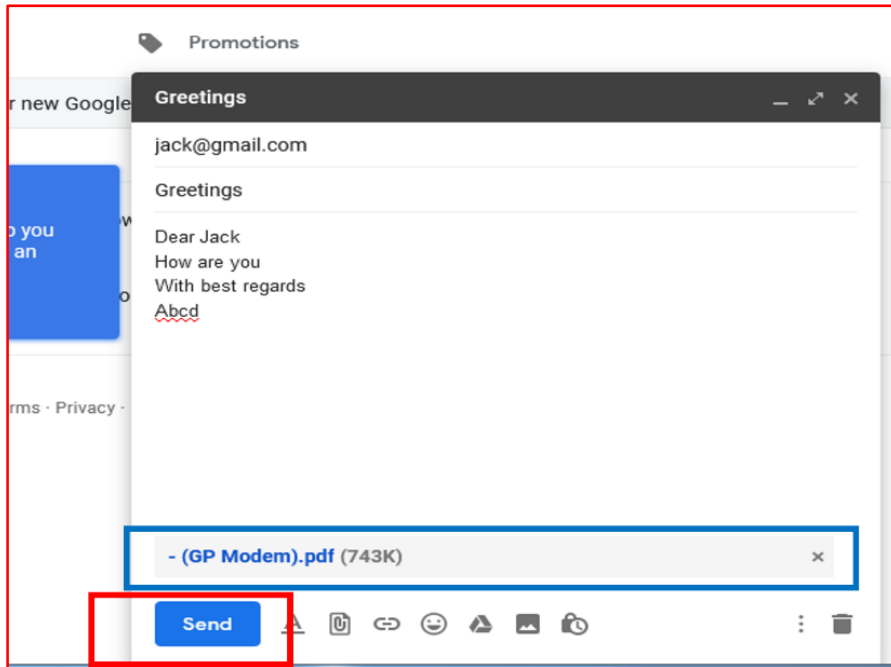 Promotions
r new Google
Greetings
jack@gmail.com
Greetings
you
an
Dear Jack
How are you
With best regards
Abcd
rms · Privacy ·
- (GP Modem).pdf (743K)
Send